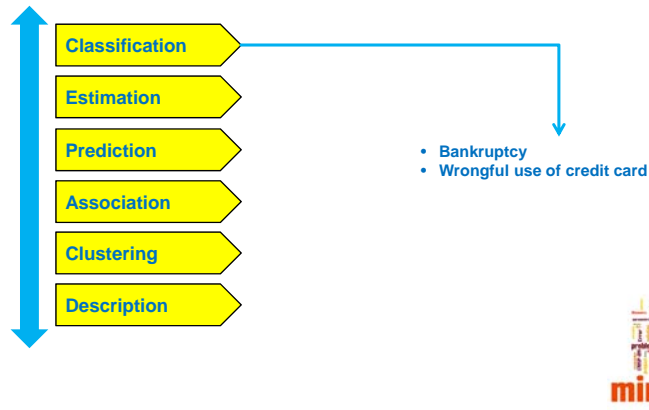 Classification
Estimation
Prediction
• Bankruptcy
• Wrongful use of credit card
Association
Clustering
Description